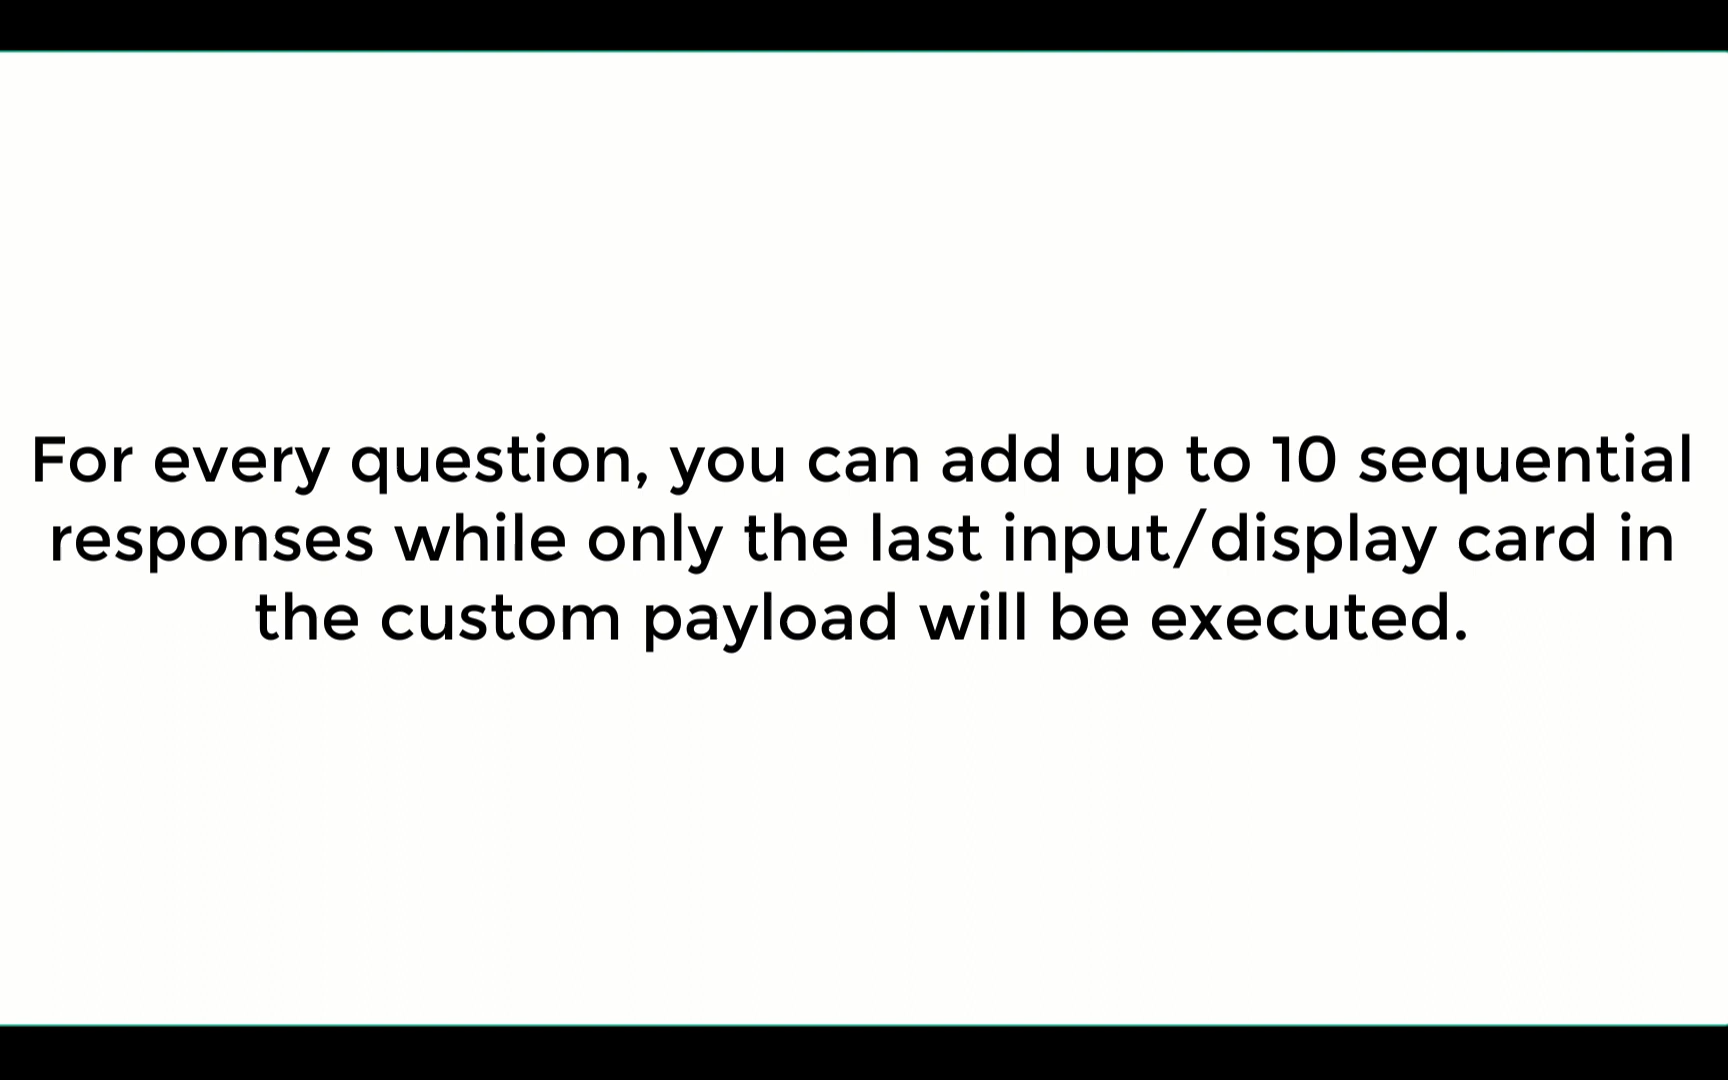 For every question, you can add up to 10 sequential
responses while only the last input/display card in
the custom payload will be executed.